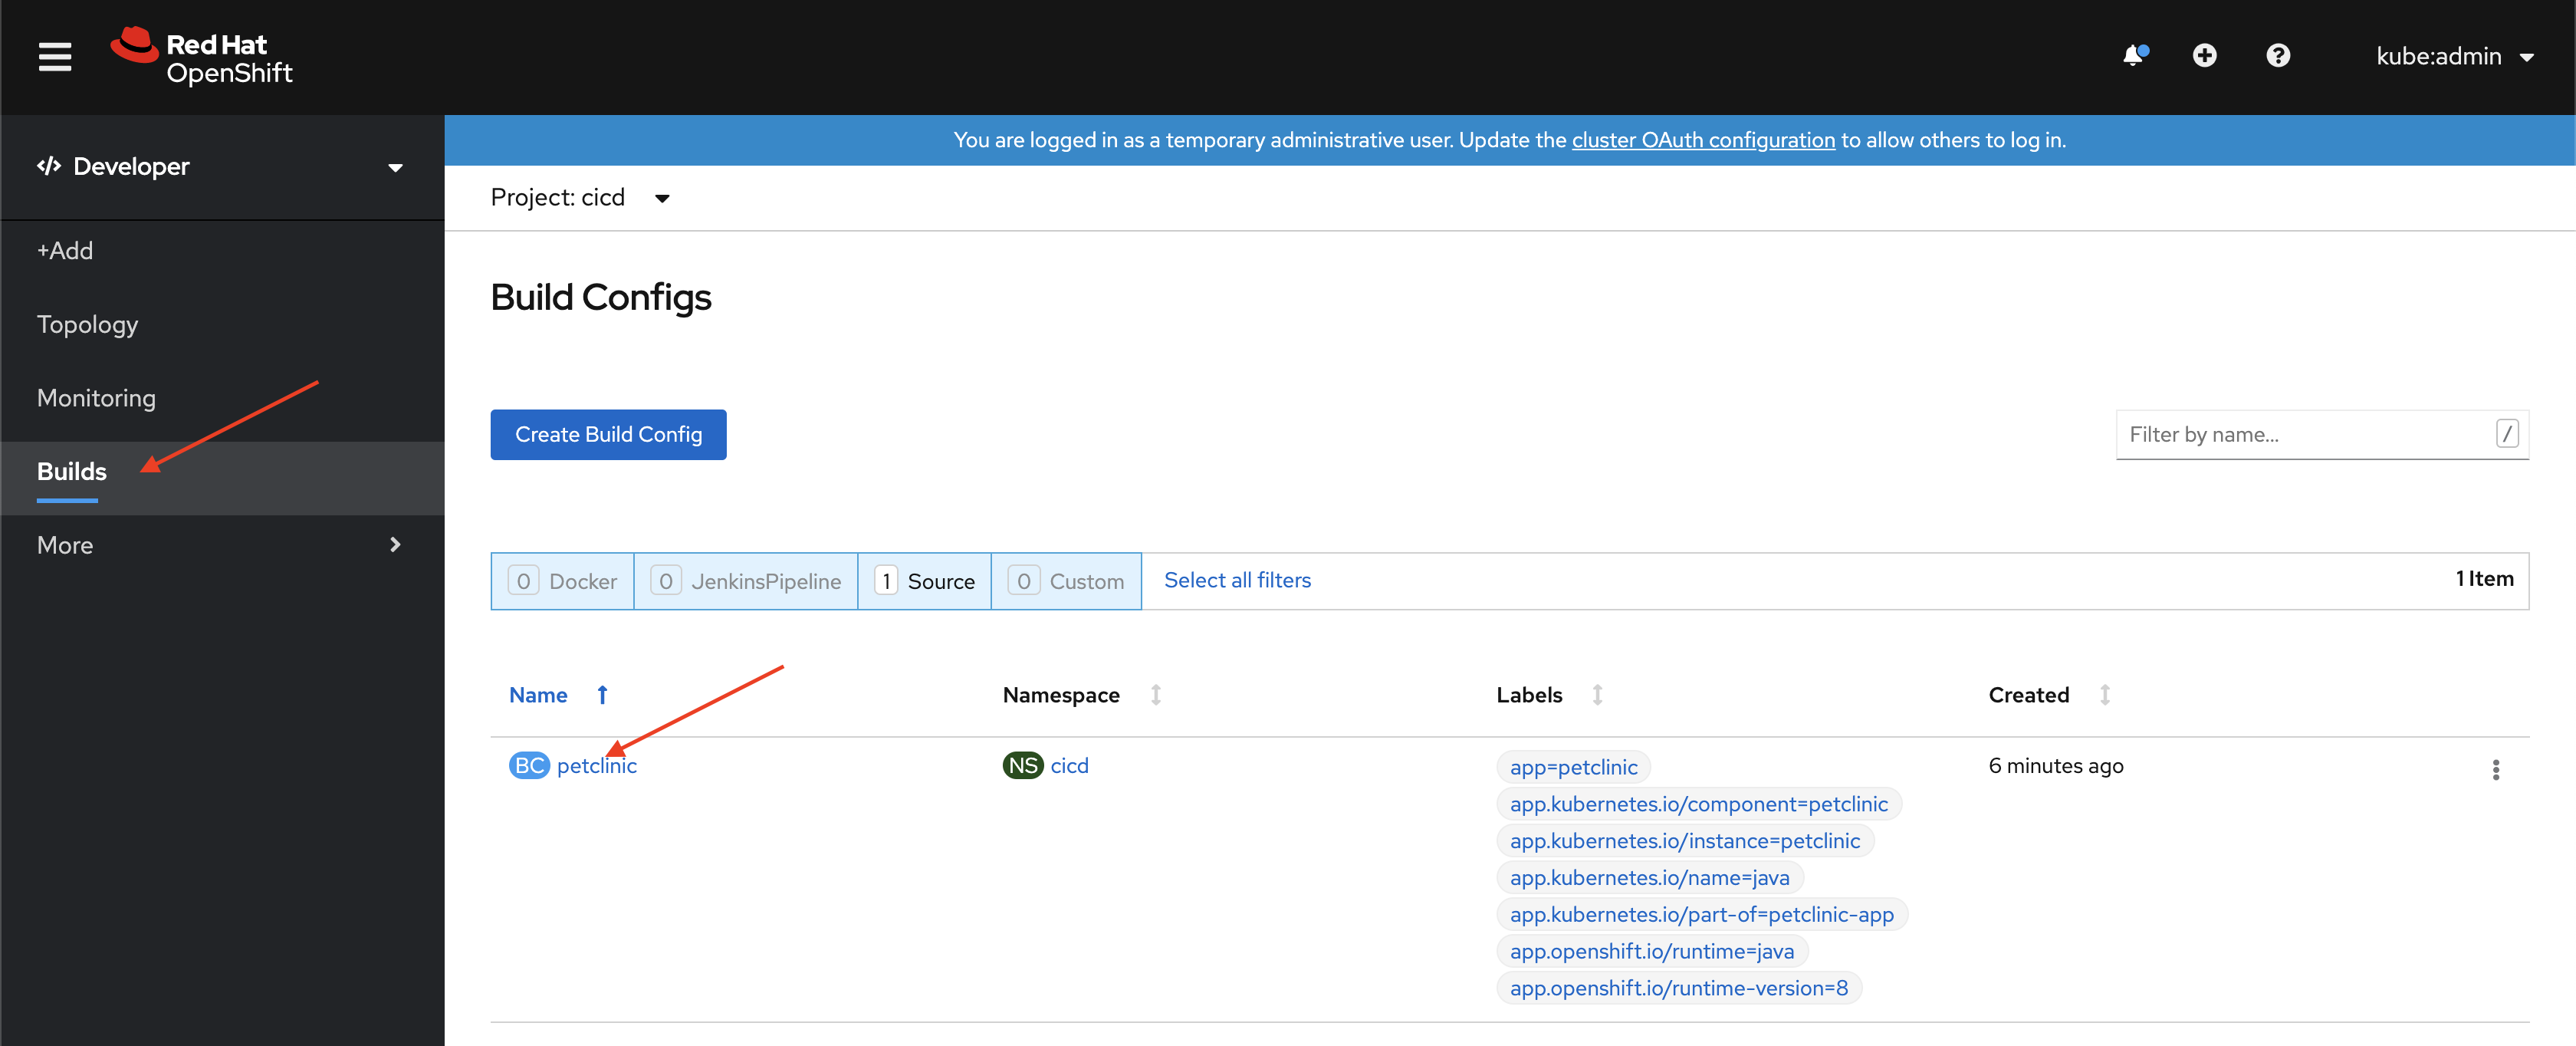 Red Hat
OpenShift
kube:admin
Developer
You are logged in as a temporary administrative user. Update the cluster OAuth configuration to allow others to log in.
Project: cicd
+Add
Topology
Monitoring
Builds
More
Build Configs
Create Build Config
Filter by name...
/
0 Docker 0 JenkinsPipeline 1 Source 0 Custom Select all filters 1 Item
Name Namespace Labels Created
BC petclinic NS cicd app=petclinic 6 minutes ago
app.kubernetes.io/component=petclinic
app.kubernetes.io/instance=petclinic
app.kubernetes.io/name=java
app.kubernetes.io/part-of=petclinic-app
app.openshift.io/runtime=java
app.openshift.io/runtime-version=8